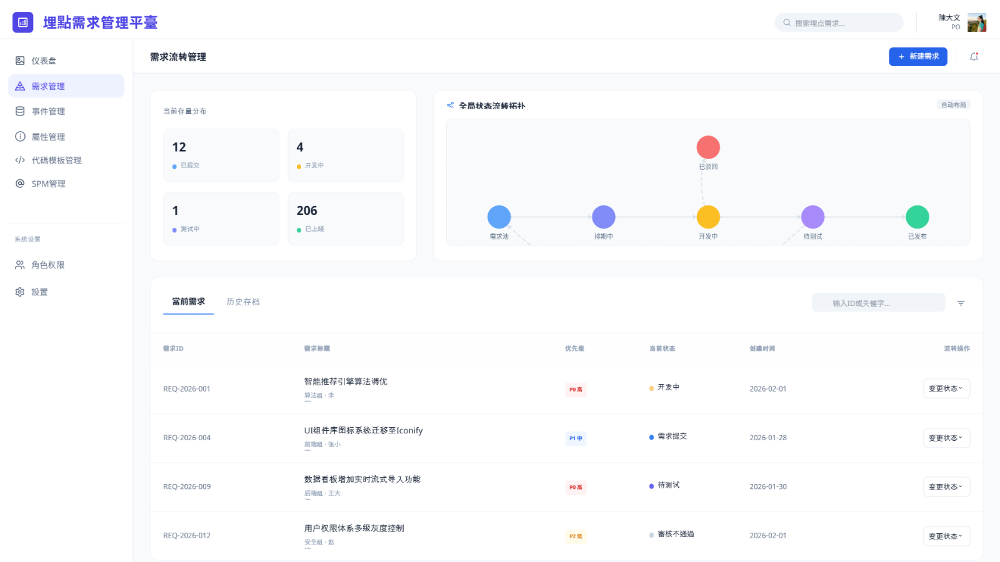 埋點需求管理平臺
搜索埋点需求...
陳大文
PO
仪表盘
需求管理
事件管理
屬性管理
代碼模板管理
SPM管理
系统设置
角色权限
設置
需求流转管理
新建需求
当前存量分布
12
已提交
4
开发中
1
测试中
206
已上綫
全局状态流转拓扑
自动布局
已驳回
需求池
排期中
开发中
待测试
已发布
當前需求
历史存档
输入ID或关键字...
需求ID
需求标题
优先级
当前状态
创建时间
流转操作
REQ-2026-001
智能推荐引擎算法调优
算法组 · 李
P0 高
开发中
2026-02-01
变更状态
REQ-2026-004
UI组件库图标系统迁移至Iconify
前端组 · 张小
P1 中
需求提交
2026-01-28
变更状态
REQ-2026-009
数据看板增加实时流式导入功能
后端组 · 王大
P0 高
待测试
2026-01-30
变更状态
REQ-2026-012
用户权限体系多级灰度控制
安全组 · 赵
P2 低
審核不通過
2026-02-01
变更状态